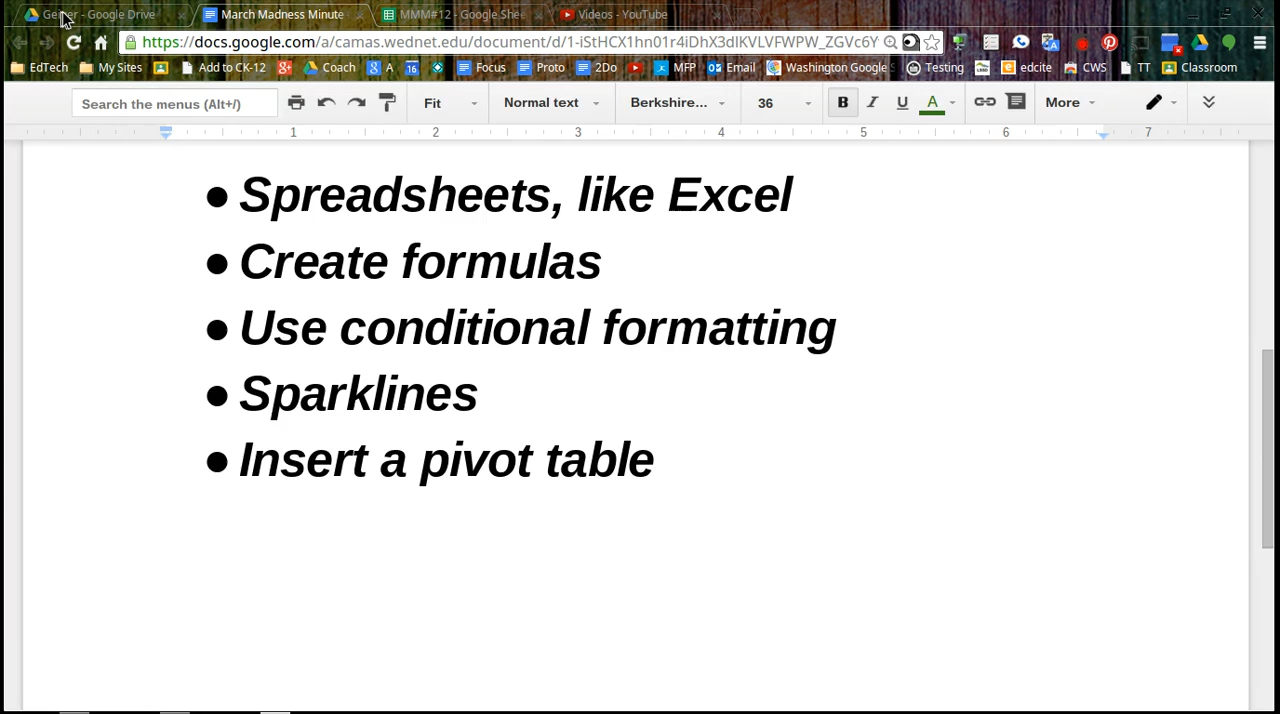 Ge er - Google Drive March Madness Minute MMM#12 - Google Shee Videos - YouTube
https://docs.google.com/a/camas.wednet.edu/document/d/1-iStHCX1hn01r4iDhX3dIKVLVFWPW_ZGVc6Y
EdTech My Sites Add to CK-12 Coach A 16 Focus Proto 2Do MFP Email Washington Google Testing edcite CWS TT Classroom
Search the menus (Alt+/) Fit Normal text Berkshire... 36 B I U A More
1 2 3 4 5 6 7
● Spreadsheets, like Excel
● Create formulas
● Use conditional formatting
● Sparklines
● Insert a pivot table